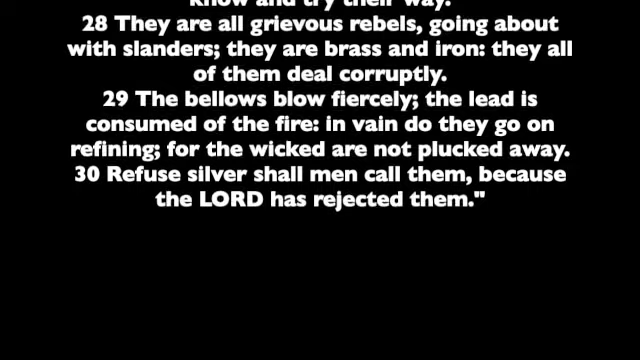 know and try their way.
28 They are all grievous rebels, going about
with slanders; they are brass and iron: they all
of them deal corruptly.
29 The bellows blow fiercely; the lead is
consumed of the fire: in vain do they go on
refining; for the wicked are not plucked away.
30 Refuse silver shall men call them, because
the LORD has rejected them."